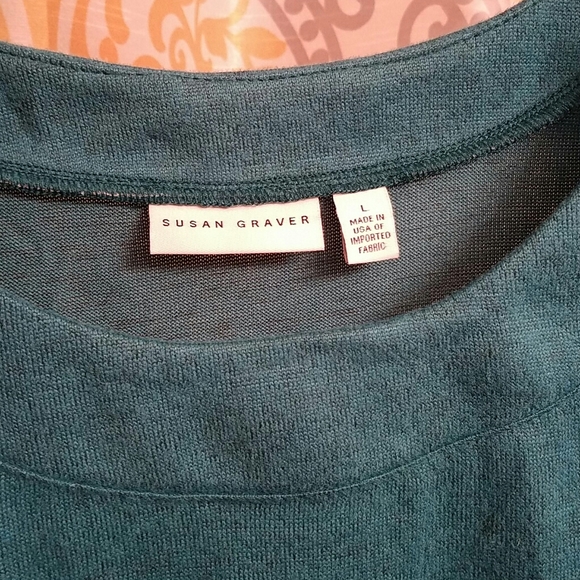 SUSAN GRAVER
L
MADE IN
USA OF
IMPORTED
FABRIC